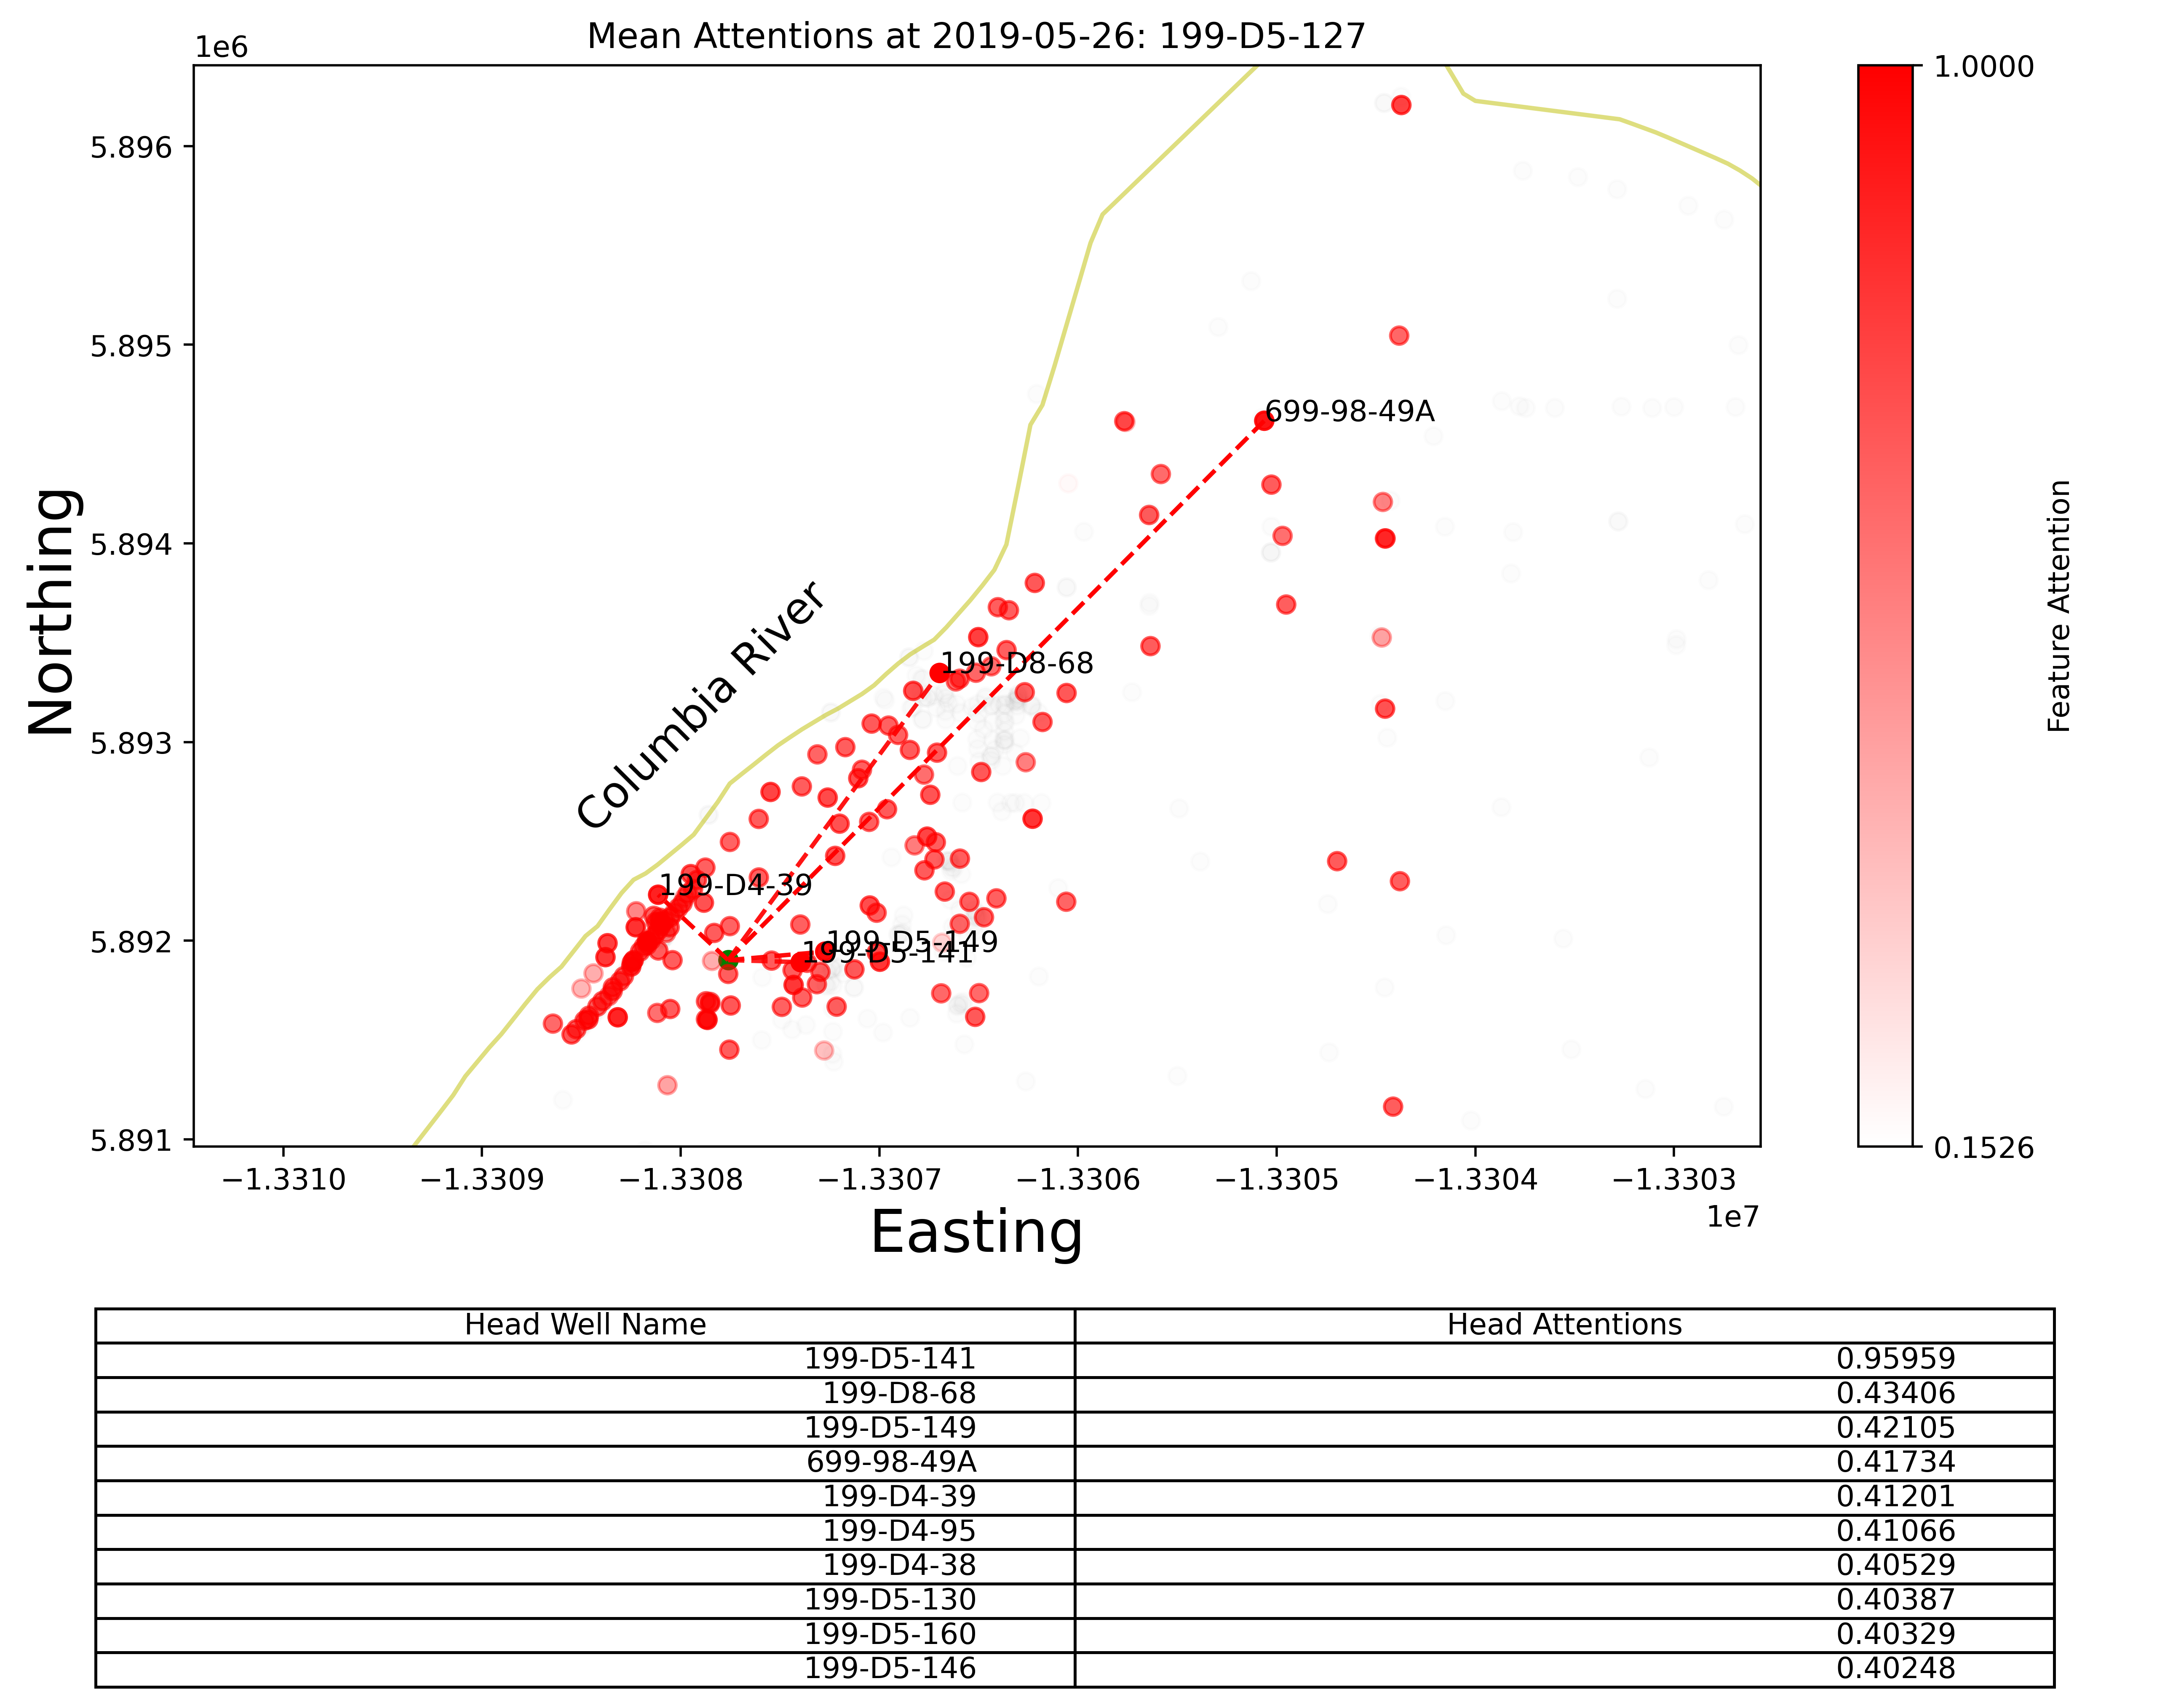 Mean Attentions at 2019-05-26: 199-D5-127
1e6
1.0000
5.896
5.895
5.894
5.893
5.892
5.891
Northing
Columbia River
699-98-49A
199-D8-68
199-D4-39
199-D5-149
199-D5-141
Feature Attention
0.1526
−1.3310 −1.3309 −1.3308 −1.3307 −1.3306 −1.3305 −1.3304 −1.3303
1e7
Easting
Head Well Name Head Attentions
199-D5-141 0.95959
199-D8-68 0.43406
199-D5-149 0.42105
699-98-49A 0.41734
199-D4-39 0.41201
199-D4-95 0.41066
199-D4-38 0.40529
199-D5-130 0.40387
199-D5-160 0.40329
199-D5-146 0.40248